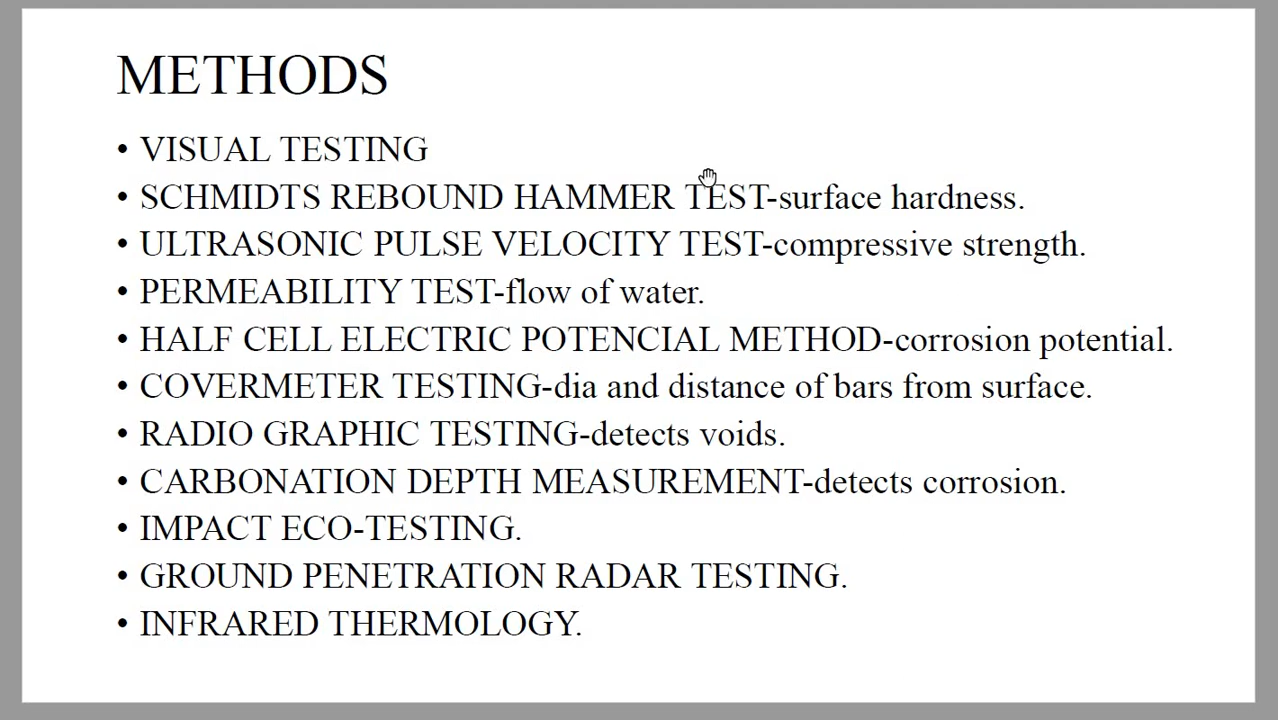 METHODS
• VISUAL TESTING
• SCHMIDTS REBOUND HAMMER TEST-surface hardness.
• ULTRASONIC PULSE VELOCITY TEST-compressive strength.
• PERMEABILITY TEST-flow of water.
• HALF CELL ELECTRIC POTENCIAL METHOD-corrosion potential.
• COVERMETER TESTING-dia and distance of bars from surface.
• RADIO GRAPHIC TESTING-detects voids.
• CARBONATION DEPTH MEASUREMENT-detects corrosion.
• IMPACT ECO-TESTING.
• GROUND PENETRATION RADAR TESTING.
• INFRARED THERMOLOGY.